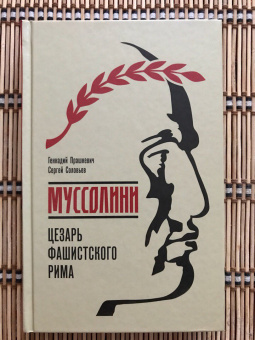 Геннадий Прашкевич
Сергей Соловьев
МУССОЛИНИ
ЦЕЗАРЬ
ФАШИСТСКОГО
РИМА